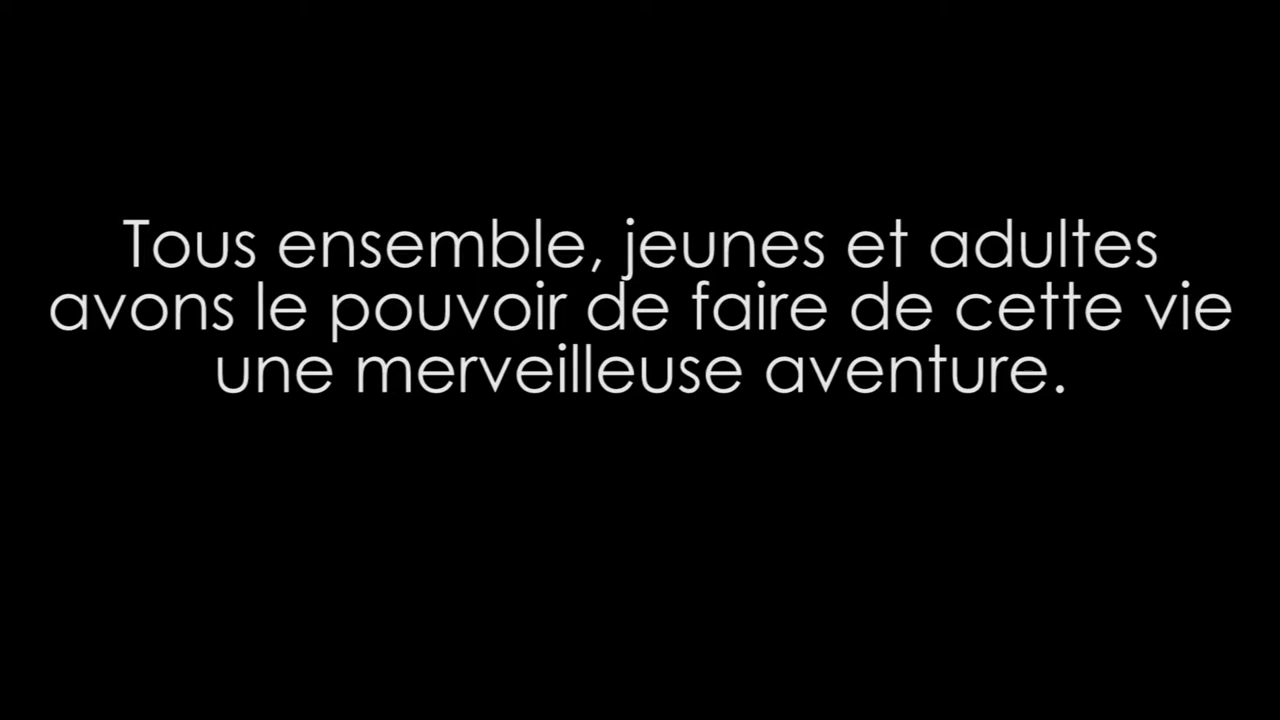 Tous ensemble, jeunes et adultes
avons le pouvoir de faire de cette vie
une merveilleuse aventure.